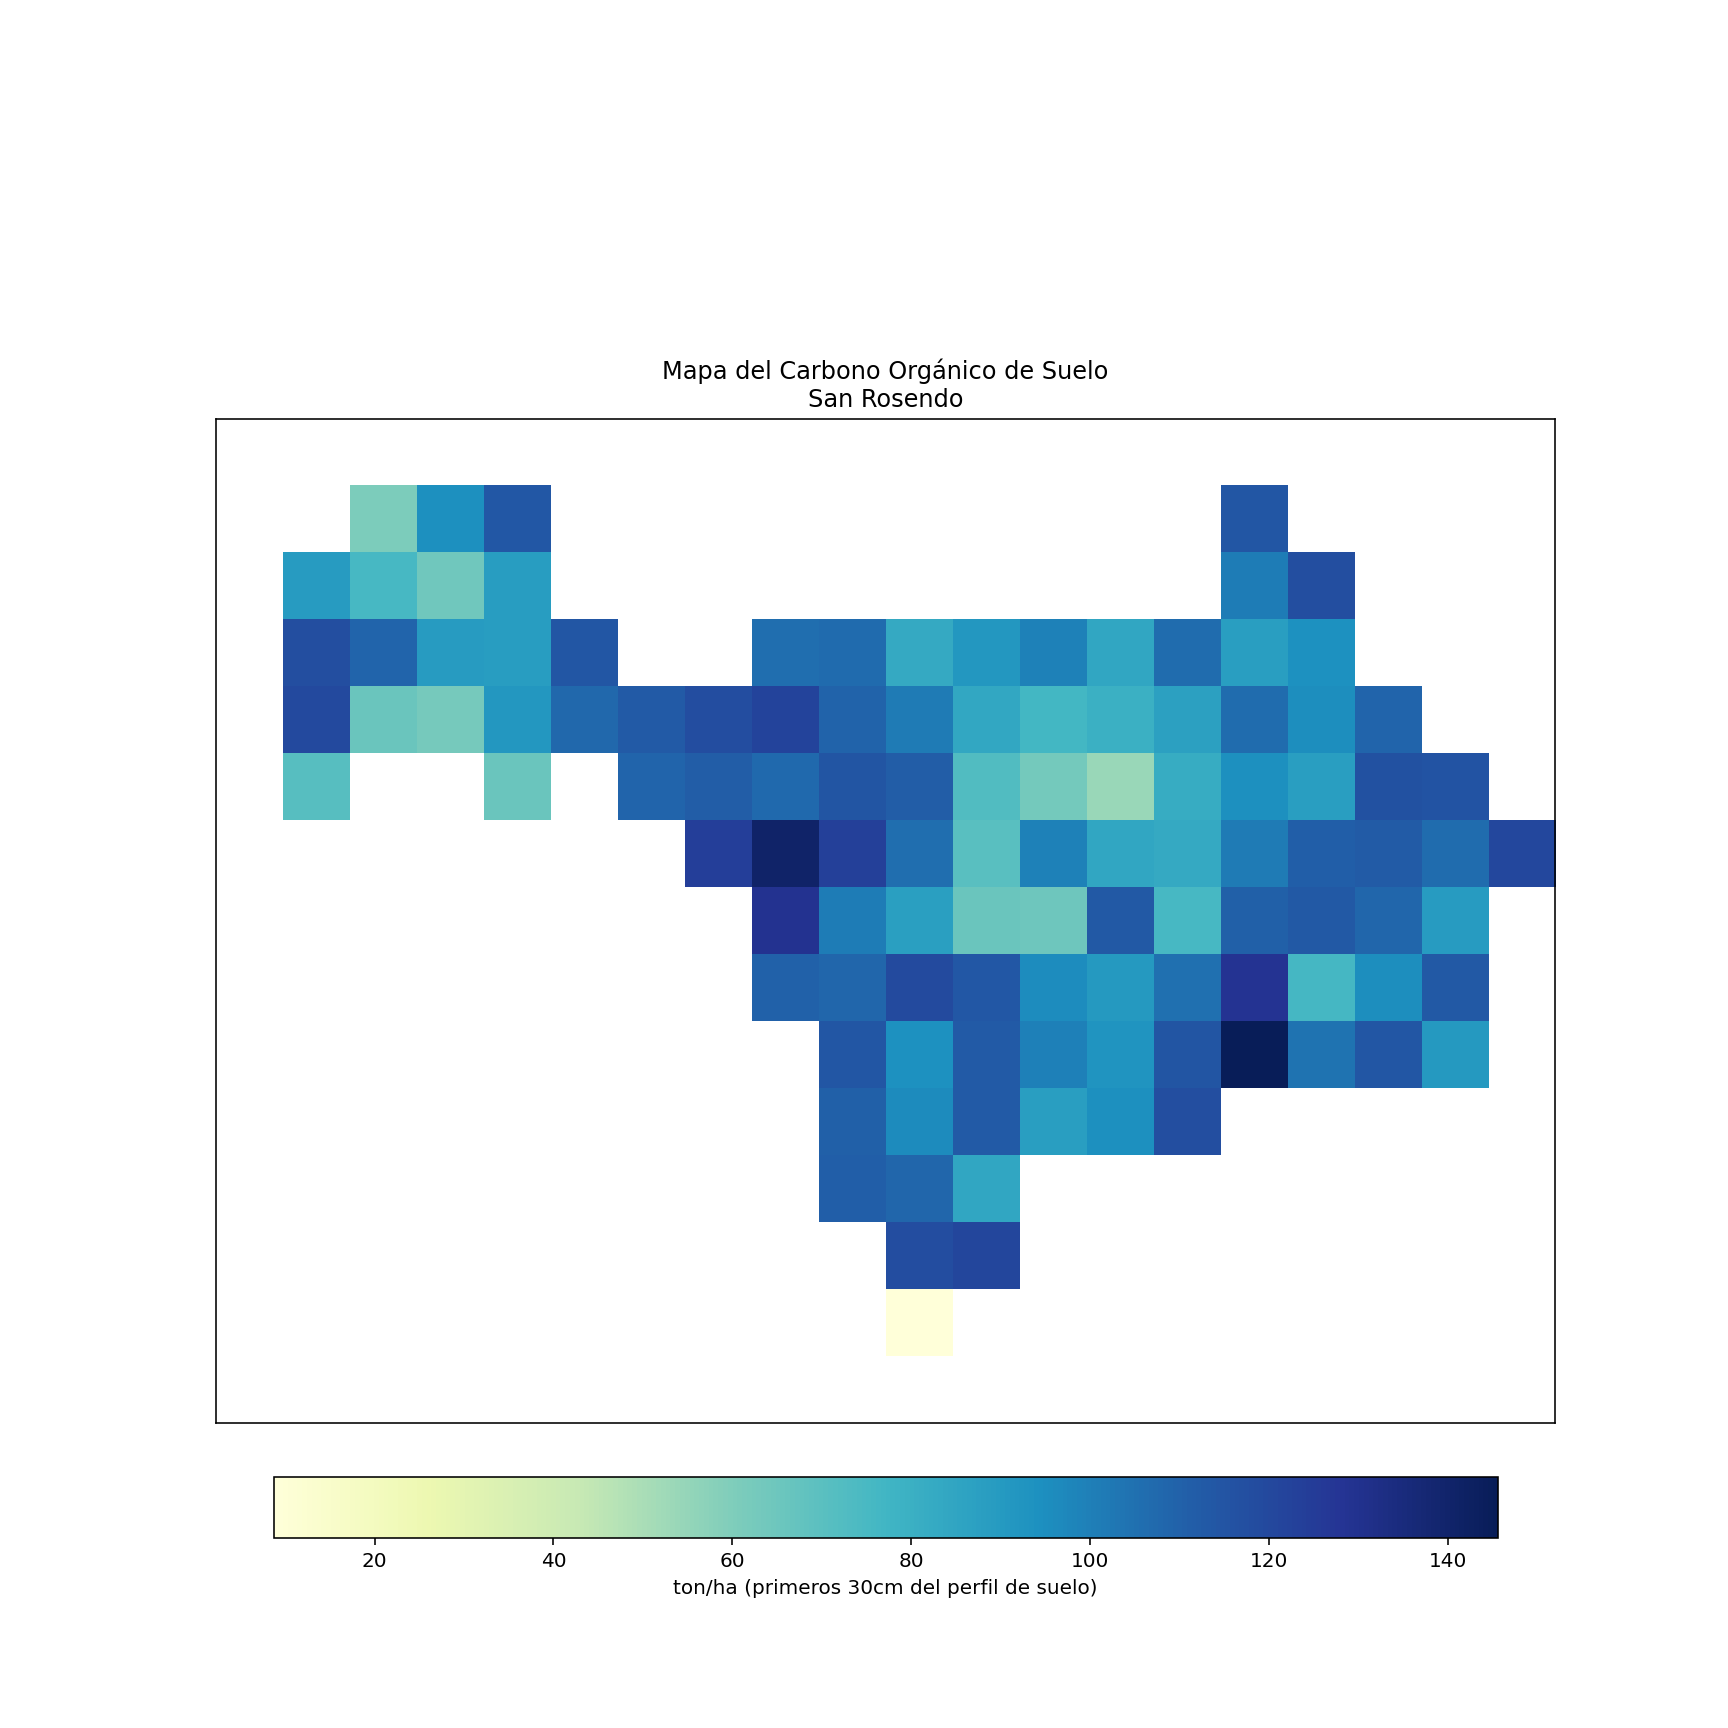 Mapa del Carbono Orgánico de Suelo
San Rosendo
20 40 60 80 100 120 140
ton/ha (primeros 30cm del perfil de suelo)